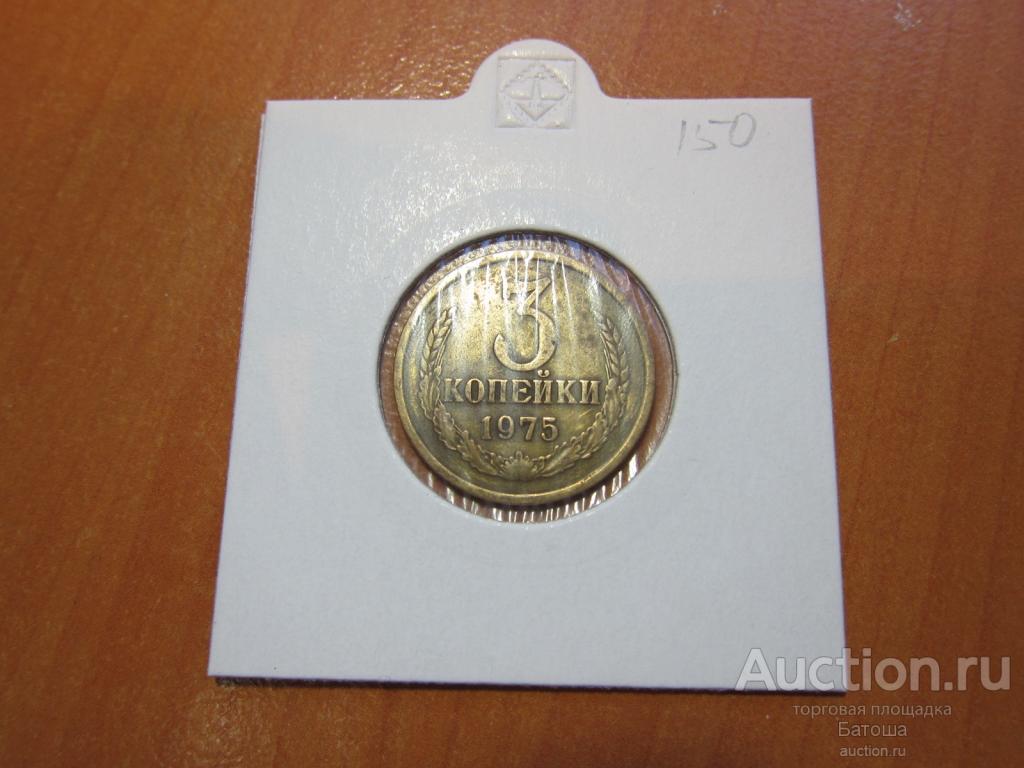 150
3
КОПЕЙКИ
1975
Auction.ru
торговая площадка
Батоша
auction.ru